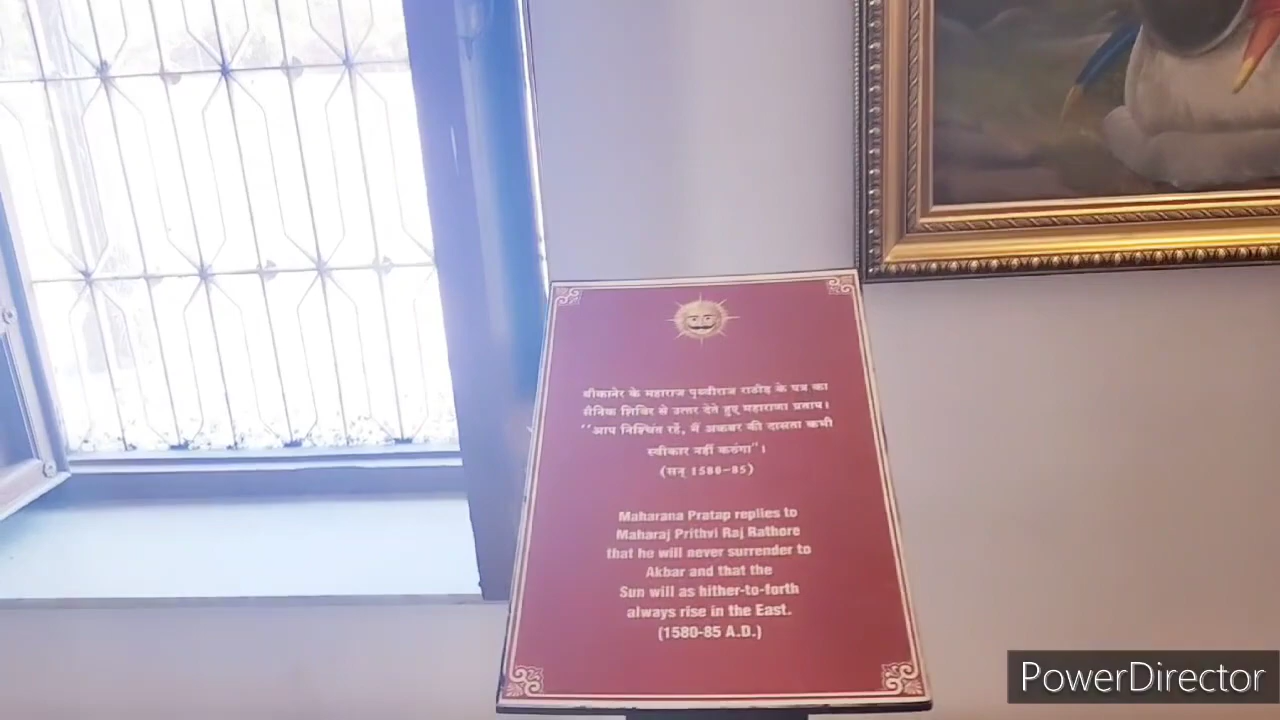 बीकानेर के महाराज पृथ्वीराज राठौड़ के पत्र का
सैनिक शिविर से उत्तर देते हुए महाराणा प्रताप।
"आप निश्चिंत रहें, मैं अकबर की दासता कभी
स्वीकार नहीं करुंगा"।
(सन् 1580-85)
Maharana Pratap replies to
Maharaj Prithvi Raj Rathore
that he will never surrender to
Akbar and that the
Sun will as hither-to-forth
always rise in the East.
(1580-85 A.D.)
PowerDirector